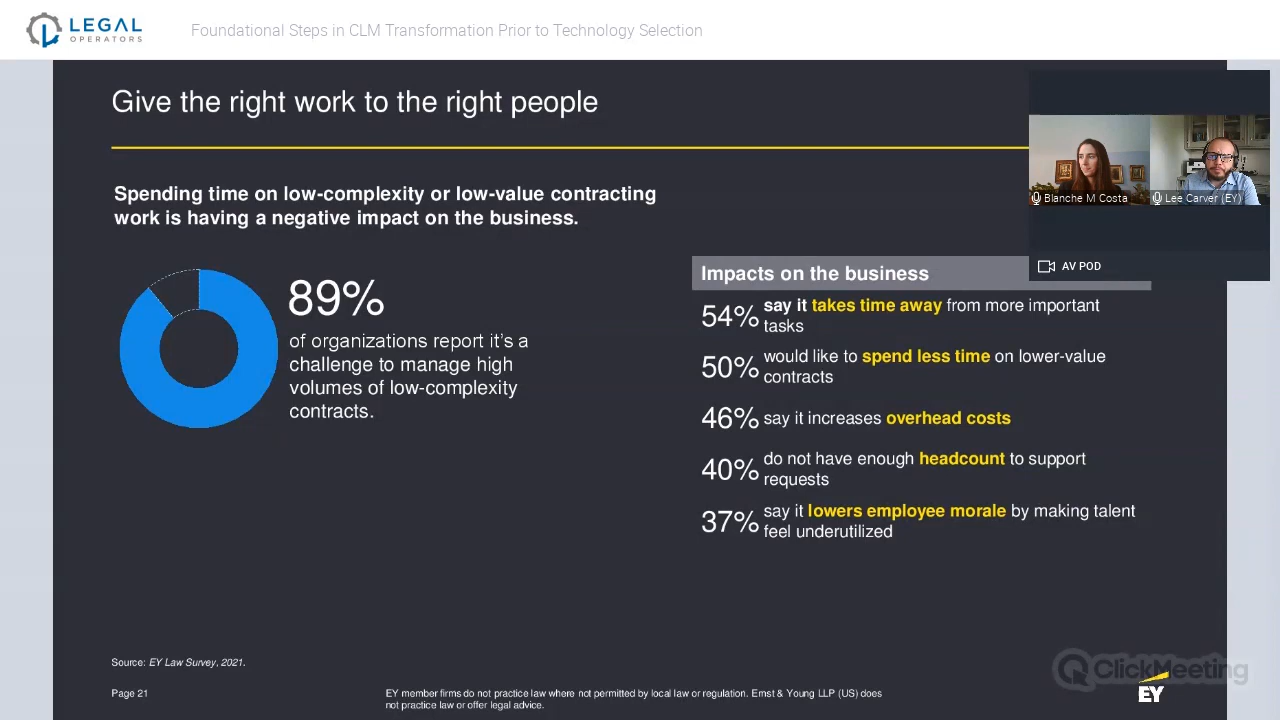 LEGAL
OPERATORS
Foundational Steps in CLM Transformation Prior to Technology Selection
Give the right work to the right people
Blanche M Costa
Lee Carver (EY)
AV POD
Spending time on low-complexity or low-value contracting
work is having a negative impact on the business.
89%
of organizations report it's a
challenge to manage high
volumes of low-complexity
contracts.
Impacts on the business
54% say it takes time away from more important
tasks
50% would like to spend less time on lower-value
contracts
46% say it increases overhead costs
40% do not have enough headcount to support
requests
37% say it lowers employee morale by making talent
feel underutilized
Source: EY Law Survey, 2021.
ClickMeeting
Page 21
EY member firms do not practice law where not permitted by local law or regulation. Ernst & Young LLP (US) does
not practice law or offer legal advice.
EY